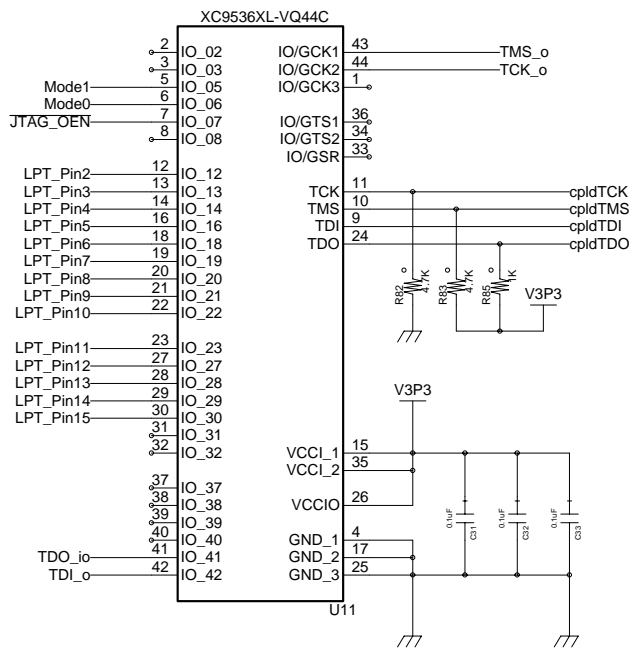 XC9536XL-VQ44C
2 IO_02 IO/GCK1 43 TMS_o
3 IO_03 IO/GCK2 44 TCK_o
Mode1 5 IO_05 IO/GCK3 1
Mode0 6 IO_06
JTAG_OEN 7 IO_07 IO/GTS1 36
8 IO_08 IO/GTS2 34
IO/GSR 33
LPT_Pin2 12 IO_12
LPT_Pin3 13 IO_13 TCK 11 cpldTCK
LPT_Pin4 14 IO_14 TMS 10 cpldTMS
LPT_Pin5 16 IO_16 TDI 9 cpldTDI
LPT_Pin6 18 IO_18 TDO 24 cpldTDO
LPT_Pin7 19 IO_19
LPT_Pin8 20 IO_20
LPT_Pin9 21 IO_21
LPT_Pin10 22 IO_22
R82 4.7K
R83 4.7K
R85 1K
V3P3
LPT_Pin11 23 IO_23
LPT_Pin12 27 IO_27
LPT_Pin13 28 IO_28
LPT_Pin14 29 IO_29
LPT_Pin15 30 IO_30
31 IO_31
32 IO_32
V3P3
VCCI_1 15
VCCI_2 35
37 IO_37
38 IO_38 VCCIO 26
39 IO_39
40 IO_40 GND_1 4
TDO_io 41 IO_41 GND_2 17
TDI_o 42 IO_42 GND_3 25
0.1uF C31
0.1uF C32
0.1uF C33
U11